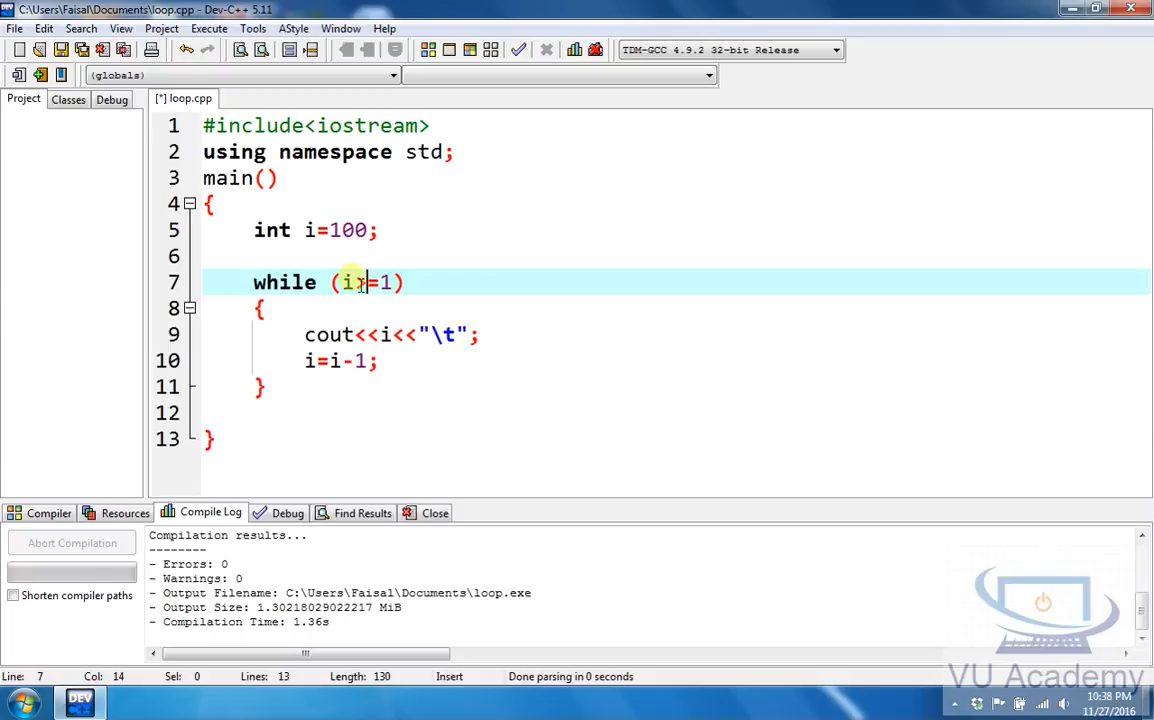 C:\Users\Faisal\Documents\loop.cpp - Dev-C++ 5.11
File Edit Search View Project Execute Tools AStyle Window Help
TDM-GCC 4.9.2 32-bit Release
(globals)
Project Classes Debug [*] loop.cpp
1 #include<iostream>
2 using namespace std;
3 main()
4 {
5 int i=100;
6
7 while (i>=1)
8 {
9 cout<<i<<"\t";
10 i=i-1;
11 }
12
13 }
Compiler Resources Compile Log Debug Find Results Close
Abort Compilation
Shorten compiler paths
Compilation results...
--------
- Errors: 0
- Warnings: 0
- Output Filename: C:\Users\Faisal\Documents\loop.exe
- Output Size: 1.30218029022217 MiB
- Compilation Time: 1.36s
Line: 7 Col: 14 Sel: 0 Lines: 13 Length: 130 Insert Done parsing in 0 seconds
VU Academy
DEV
10:38 PM
11/27/2016